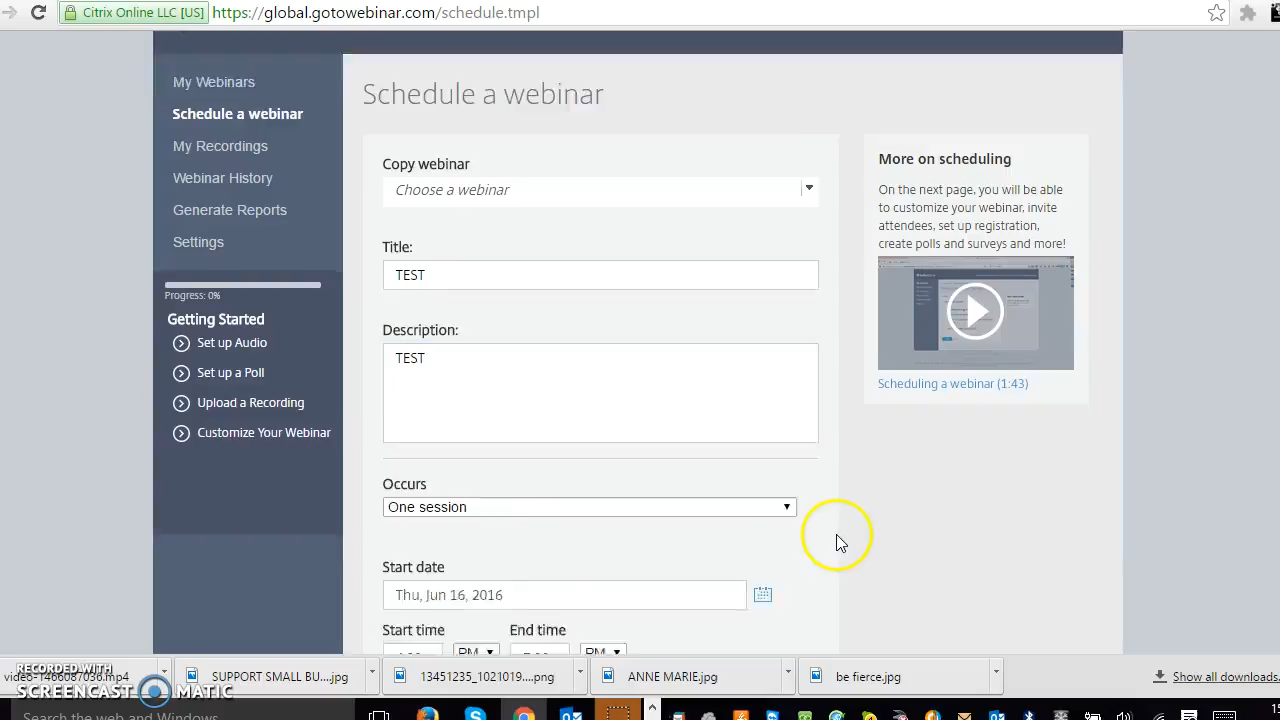 Citrix Online LLC [US] https://global.gotowebinar.com/schedule.tmpl
My Webinars
Schedule a webinar
My Recordings
Webinar History
Generate Reports
Settings
Progress: 0%
Getting Started
Set up Audio
Set up a Poll
Upload a Recording
Customize Your Webinar
Schedule a webinar
Copy webinar
Choose a webinar
Title:
TEST
Description:
TEST
Occurs
One session
Start date
Thu, Jun 16, 2016
Start time End time
PM PM
More on scheduling
On the next page, you will be able
to customize your webinar, invite
attendees, set up registration,
create polls and surveys and more!
Scheduling a webinar (1:43)
video-1466087036.mp4 SUPPORT SMALL BU....jpg 13451235_1021019....png ANNE MARIE.jpg be fierce.jpg Show all downloads.
RECORDED WITH
SCREENCAST MATIC
Search the web and Windows